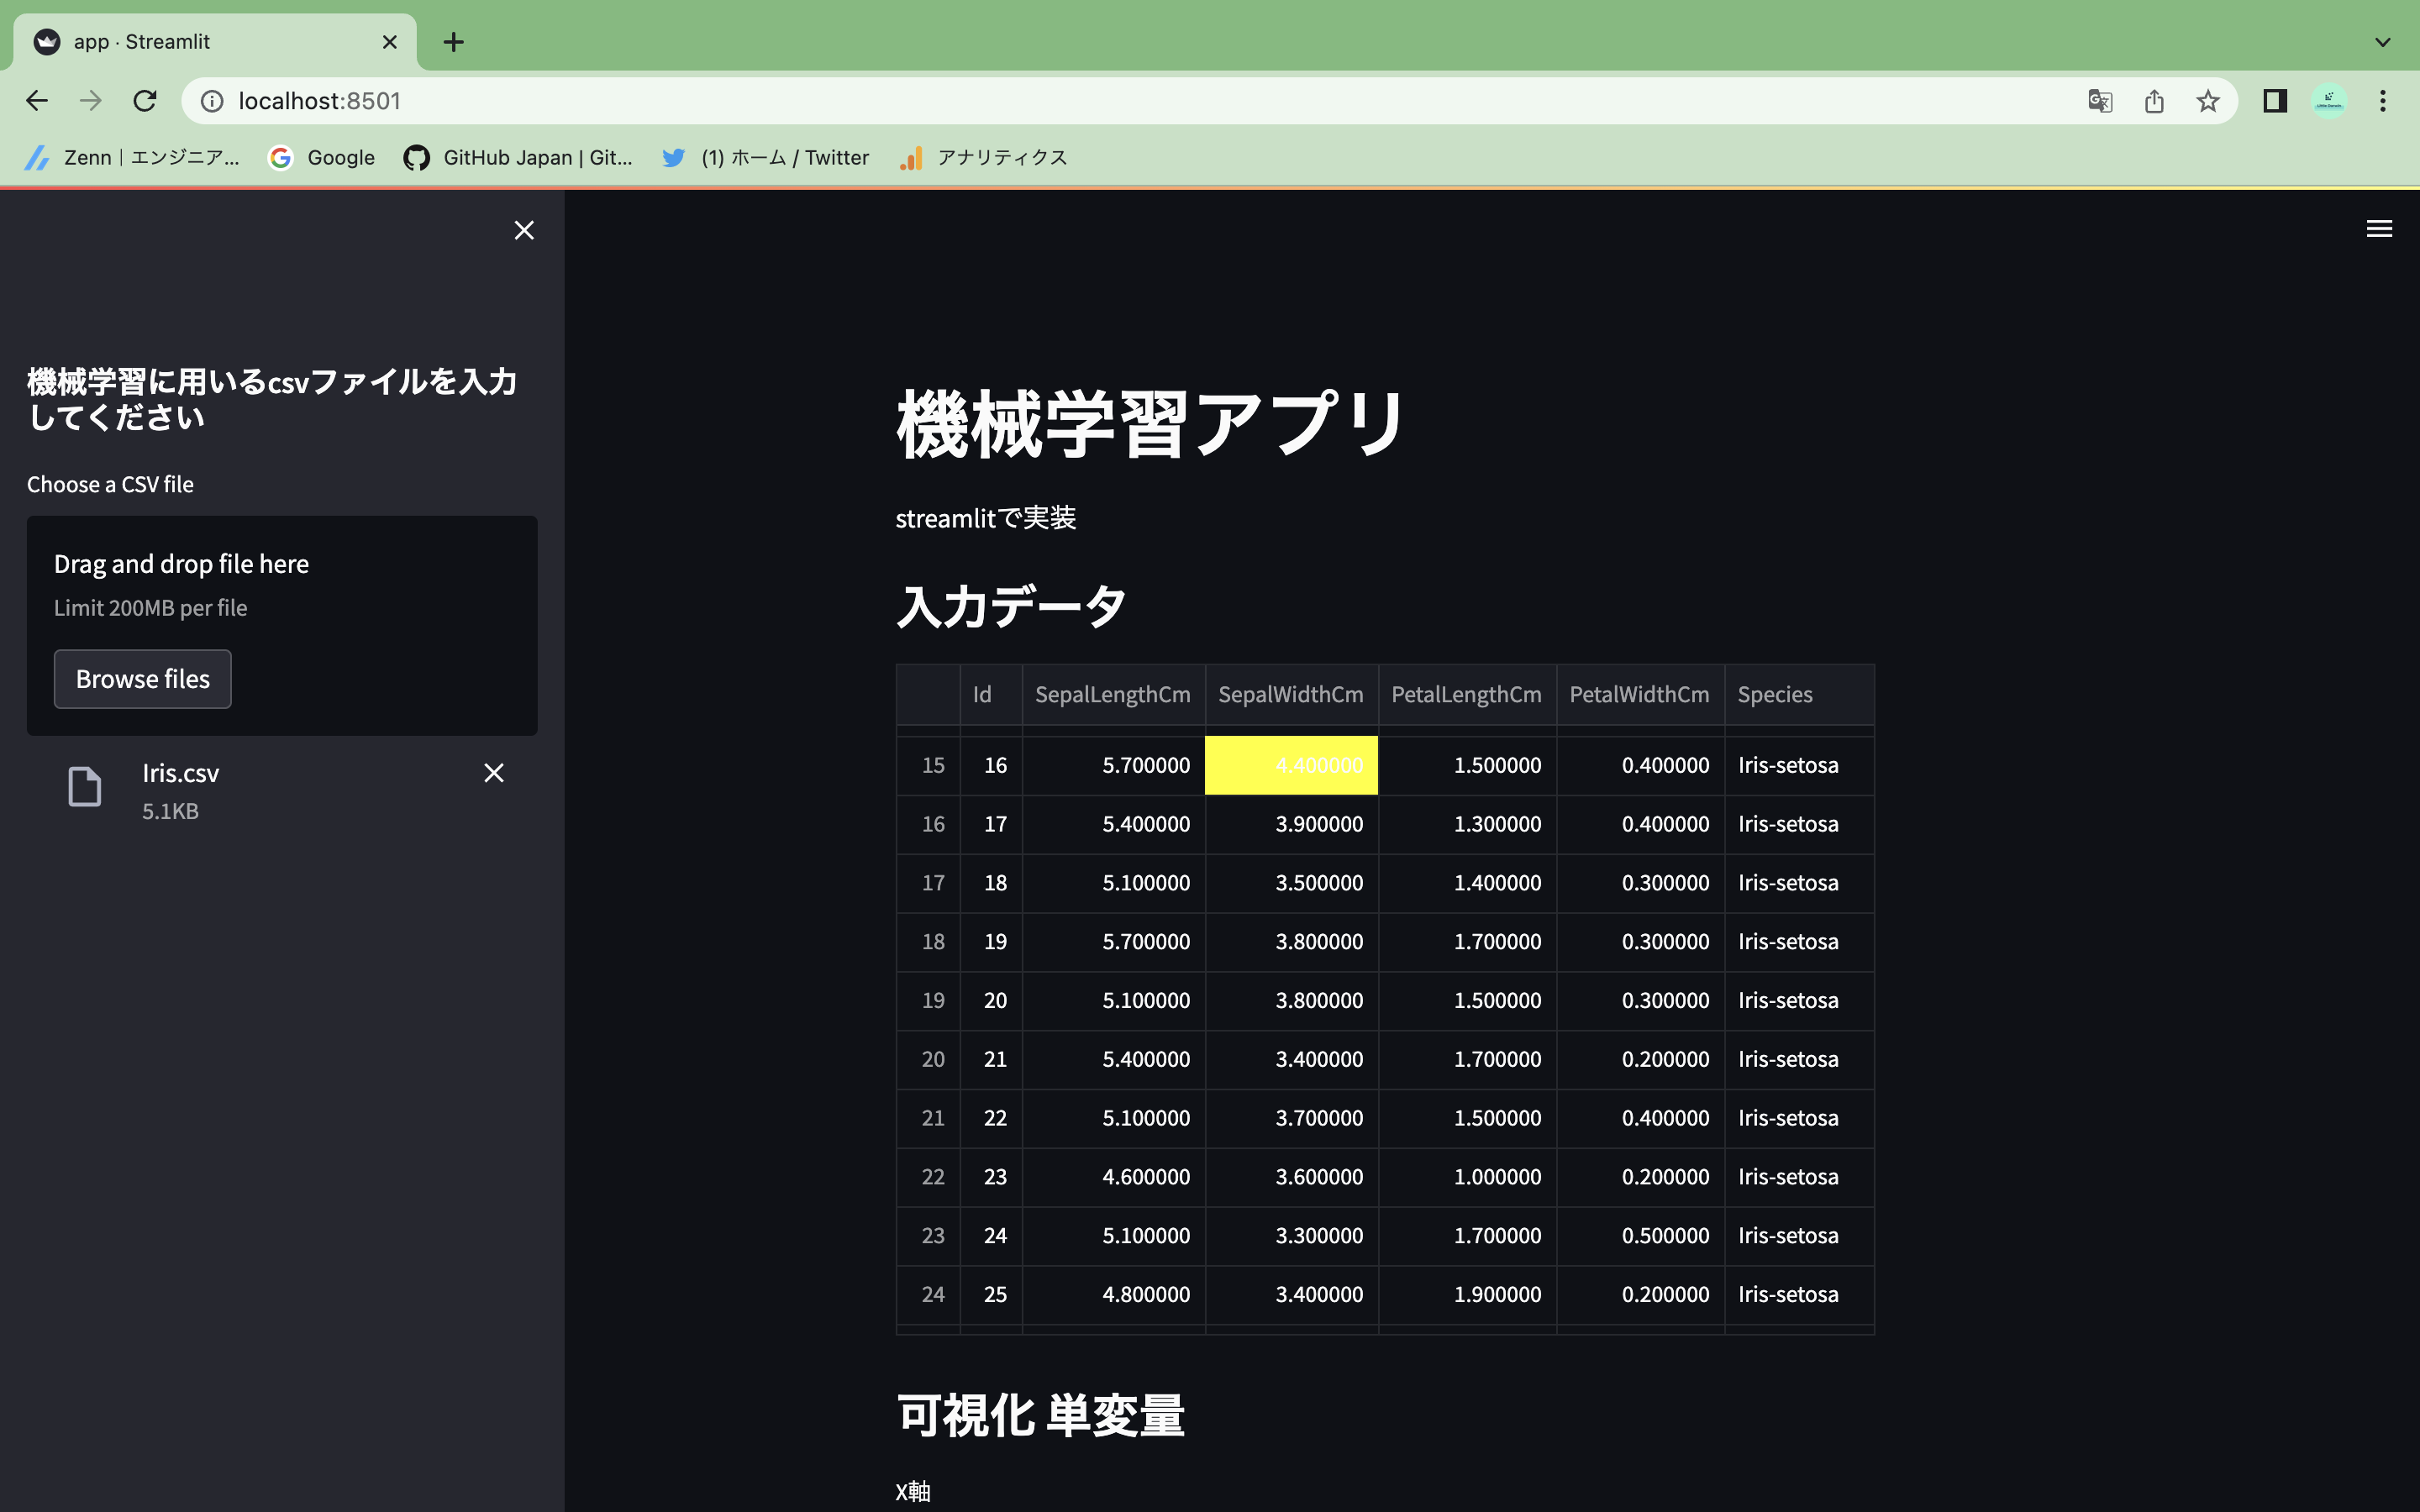 app · Streamlit
localhost:8501
Zenn｜エンジニア...
Google
GitHub Japan | Git...
(1) ホーム / Twitter
アナリティクス
機械学習に用いるcsvファイルを入力
してください
Choose a CSV file
Drag and drop file here
Limit 200MB per file
Browse files
Iris.csv
5.1KB
機械学習アプリ
streamlitで実装
入力データ
Id SepalLengthCm SepalWidthCm PetalLengthCm PetalWidthCm Species
15 16 5.700000 4.400000 1.500000 0.400000 Iris-setosa
16 17 5.400000 3.900000 1.300000 0.400000 Iris-setosa
17 18 5.100000 3.500000 1.400000 0.300000 Iris-setosa
18 19 5.700000 3.800000 1.700000 0.300000 Iris-setosa
19 20 5.100000 3.800000 1.500000 0.300000 Iris-setosa
20 21 5.400000 3.400000 1.700000 0.200000 Iris-setosa
21 22 5.100000 3.700000 1.500000 0.400000 Iris-setosa
22 23 4.600000 3.600000 1.000000 0.200000 Iris-setosa
23 24 5.100000 3.300000 1.700000 0.500000 Iris-setosa
24 25 4.800000 3.400000 1.900000 0.200000 Iris-setosa
可視化 単変量
X軸